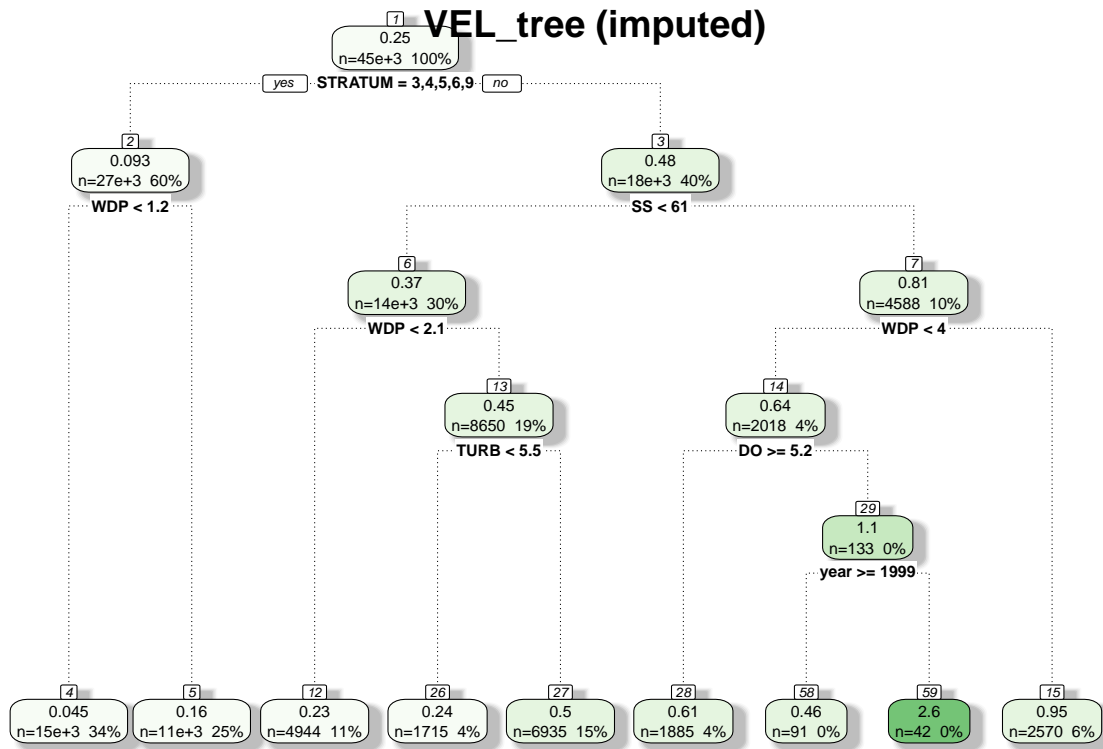 VEL_tree (imputed)
1
0.25
n=45e+3 100%
yes STRATUM = 3,4,5,6,9 no
2
0.093
n=27e+3 60%
WDP < 1.2
3
0.48
n=18e+3 40%
SS < 61
6
0.37
n=14e+3 30%
WDP < 2.1
7
0.81
n=4588 10%
WDP < 4
13
0.45
n=8650 19%
TURB < 5.5
14
0.64
n=2018 4%
DO >= 5.2
29
1.1
n=133 0%
year >= 1999
4
0.045
n=15e+3 34%
5
0.16
n=11e+3 25%
12
0.23
n=4944 11%
26
0.24
n=1715 4%
27
0.5
n=6935 15%
28
0.61
n=1885 4%
58
0.46
n=91 0%
59
2.6
n=42 0%
15
0.95
n=2570 6%